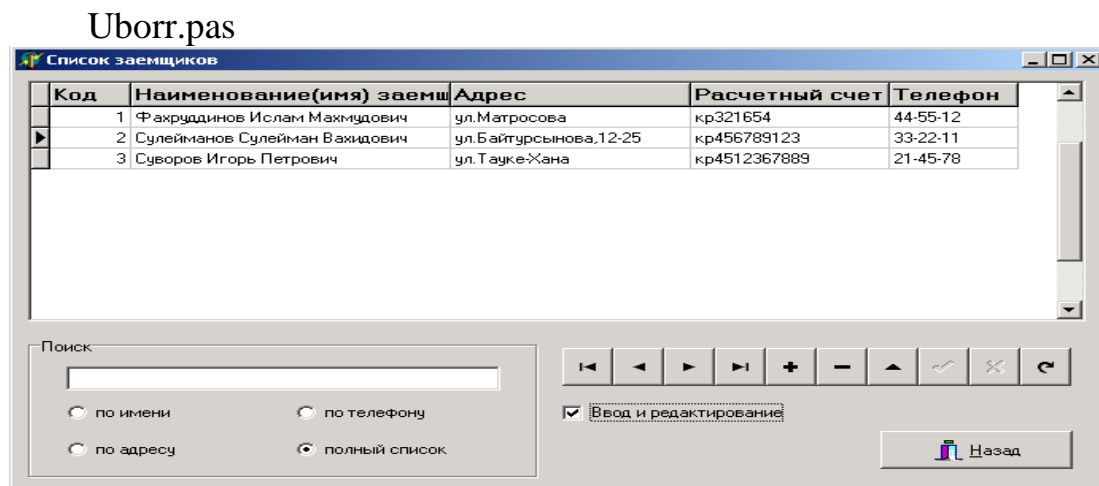 Uborr.pas
Список заемщиков
Код Наименование(имя) заемщ Адрес Расчетный счет Телефон
1 Фахруддинов Ислам Махмудович ул.Матросова кр321654 44-55-12
2 Сулейманов Сулейман Вахидович ул.Байтурсынова,12-25 кр456789123 33-22-11
3 Суворов Игорь Петрович ул.Тауке-Хана кр4512367889 21-45-78
Поиск
по имени по телефону
Ввод и редактирование
по адресу полный список
Назад